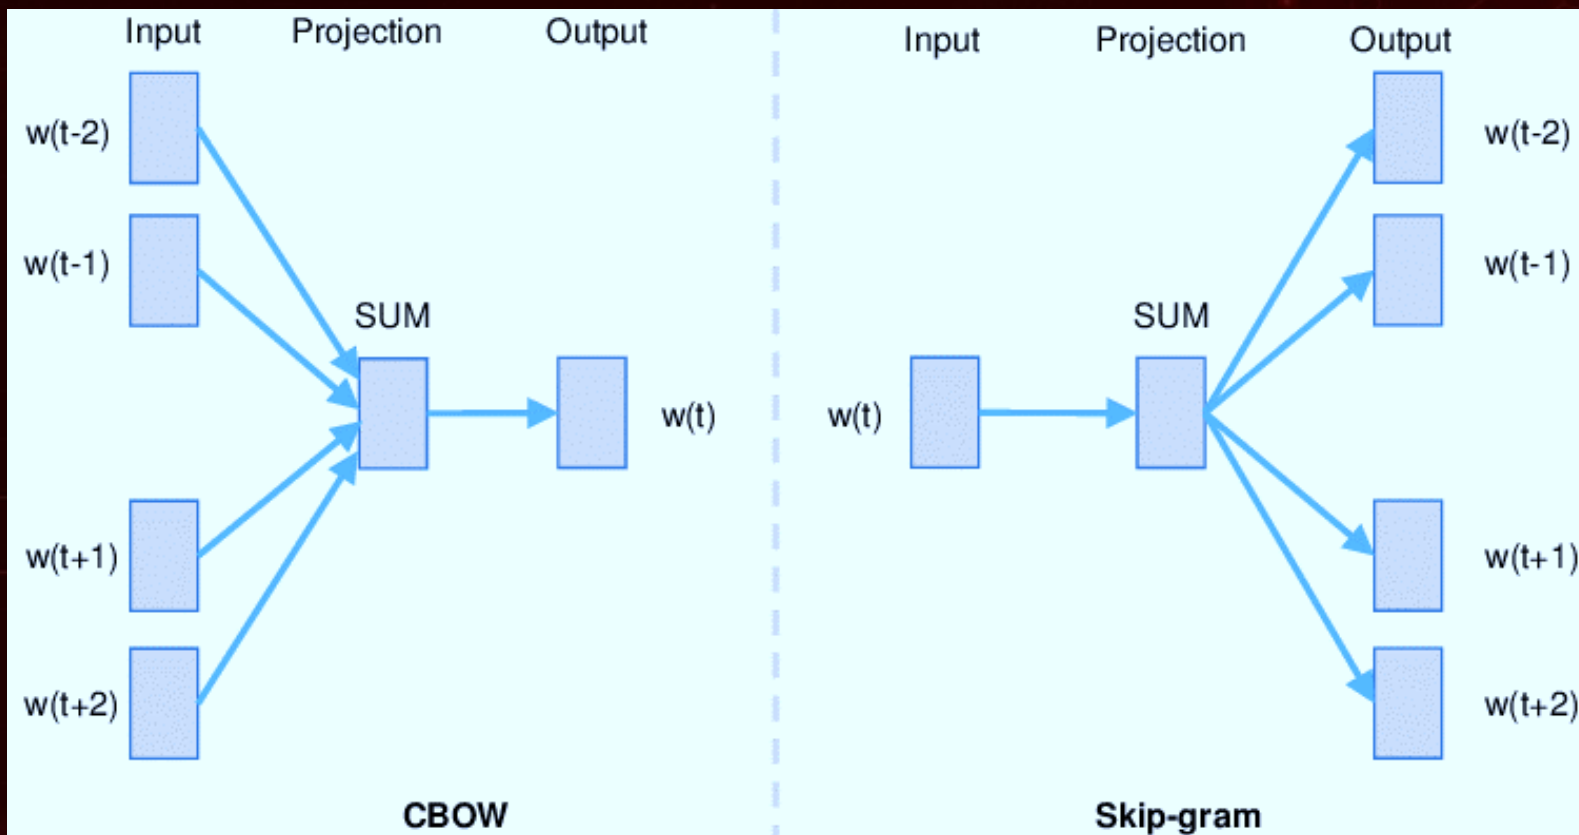 Input Projection Output
w(t-2)
w(t-1)
SUM
w(t)
w(t+1)
w(t+2)
CBOW
Input Projection Output
w(t-2)
w(t-1)
SUM
w(t)
w(t+1)
w(t+2)
Skip-gram